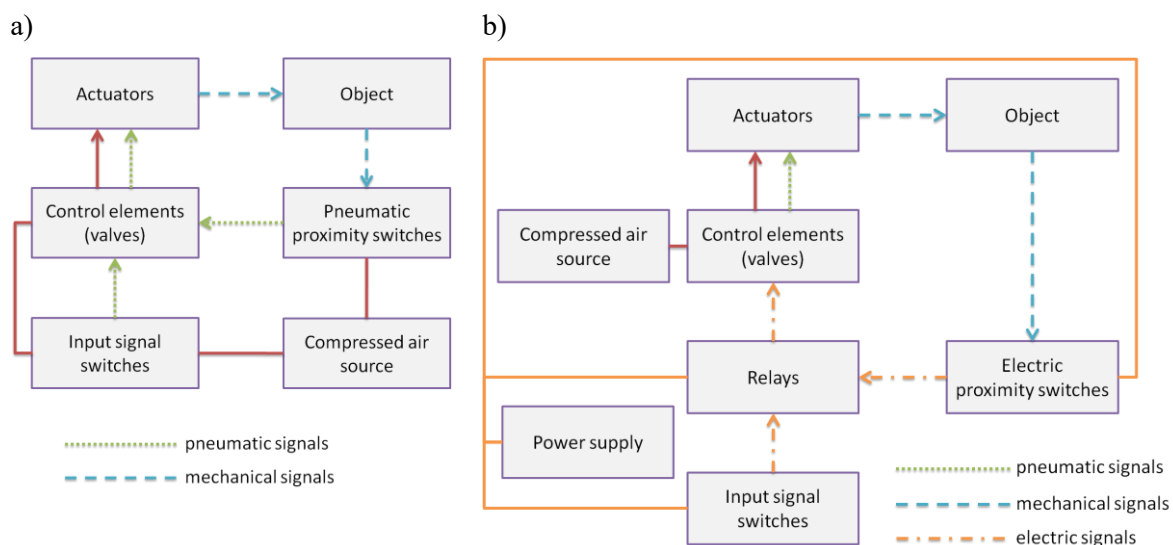 a)
Actuators
Object
Control elements
(valves)
Pneumatic
proximity switches
Input signal
switches
Compressed air
source
pneumatic signals
mechanical signals
b)
Actuators
Object
Compressed air
source
Control elements
(valves)
Relays
Electric
proximity switches
Power supply
Input signal
switches
pneumatic signals
mechanical signals
electric signals